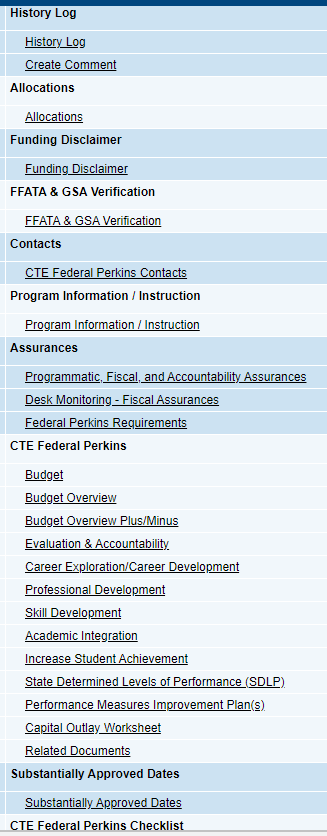 History Log
History Log
Create Comment
Allocations
Allocations
Funding Disclaimer
Funding Disclaimer
FFATA & GSA Verification
FFATA & GSA Verification
Contacts
CTE Federal Perkins Contacts
Program Information / Instruction
Program Information / Instruction
Assurances
Programmatic, Fiscal, and Accountability Assurances
Desk Monitoring - Fiscal Assurances
Federal Perkins Requirements
CTE Federal Perkins
Budget
Budget Overview
Budget Overview Plus/Minus
Evaluation & Accountability
Career Exploration/Career Development
Professional Development
Skill Development
Academic Integration
Increase Student Achievement
State Determined Levels of Performance (SDLP)
Performance Measures Improvement Plan(s)
Capital Outlay Worksheet
Related Documents
Substantially Approved Dates
Substantially Approved Dates
CTE Federal Perkins Checklist